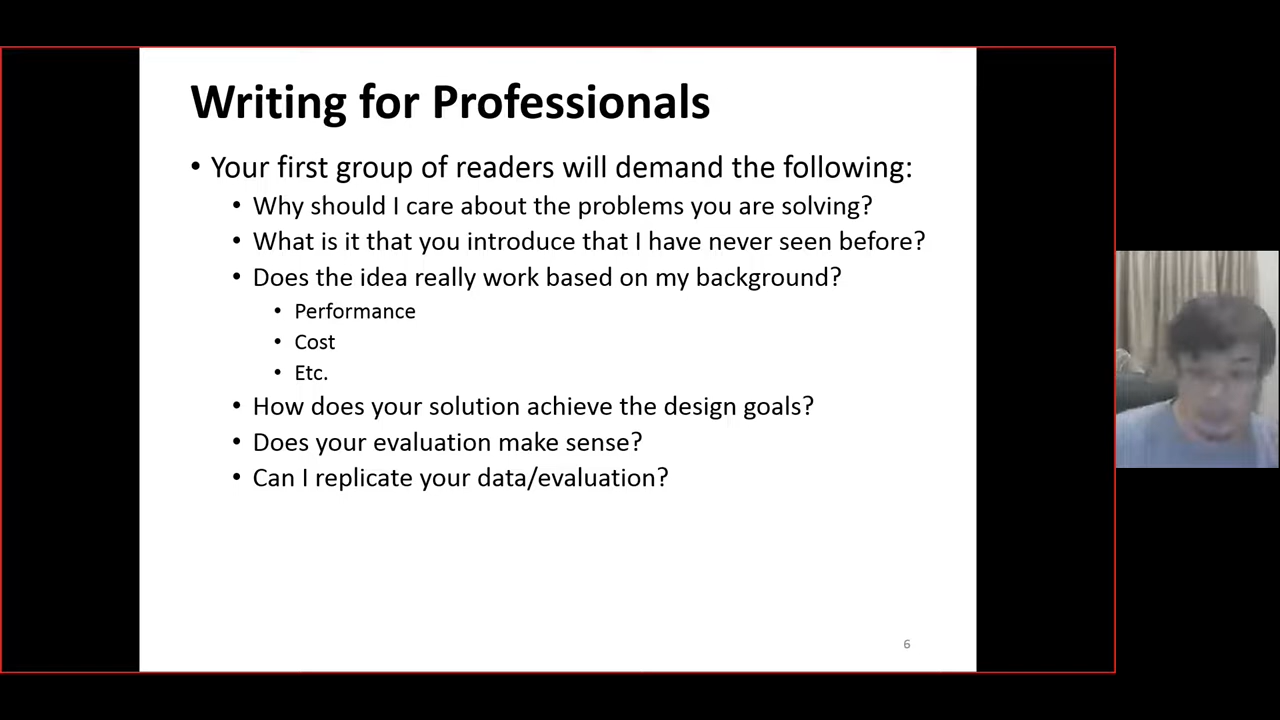 Writing for Professionals
• Your first group of readers will demand the following:
• Why should I care about the problems you are solving?
• What is it that you introduce that I have never seen before?
• Does the idea really work based on my background?
• Performance
• Cost
• Etc.
• How does your solution achieve the design goals?
• Does your evaluation make sense?
• Can I replicate your data/evaluation?
6